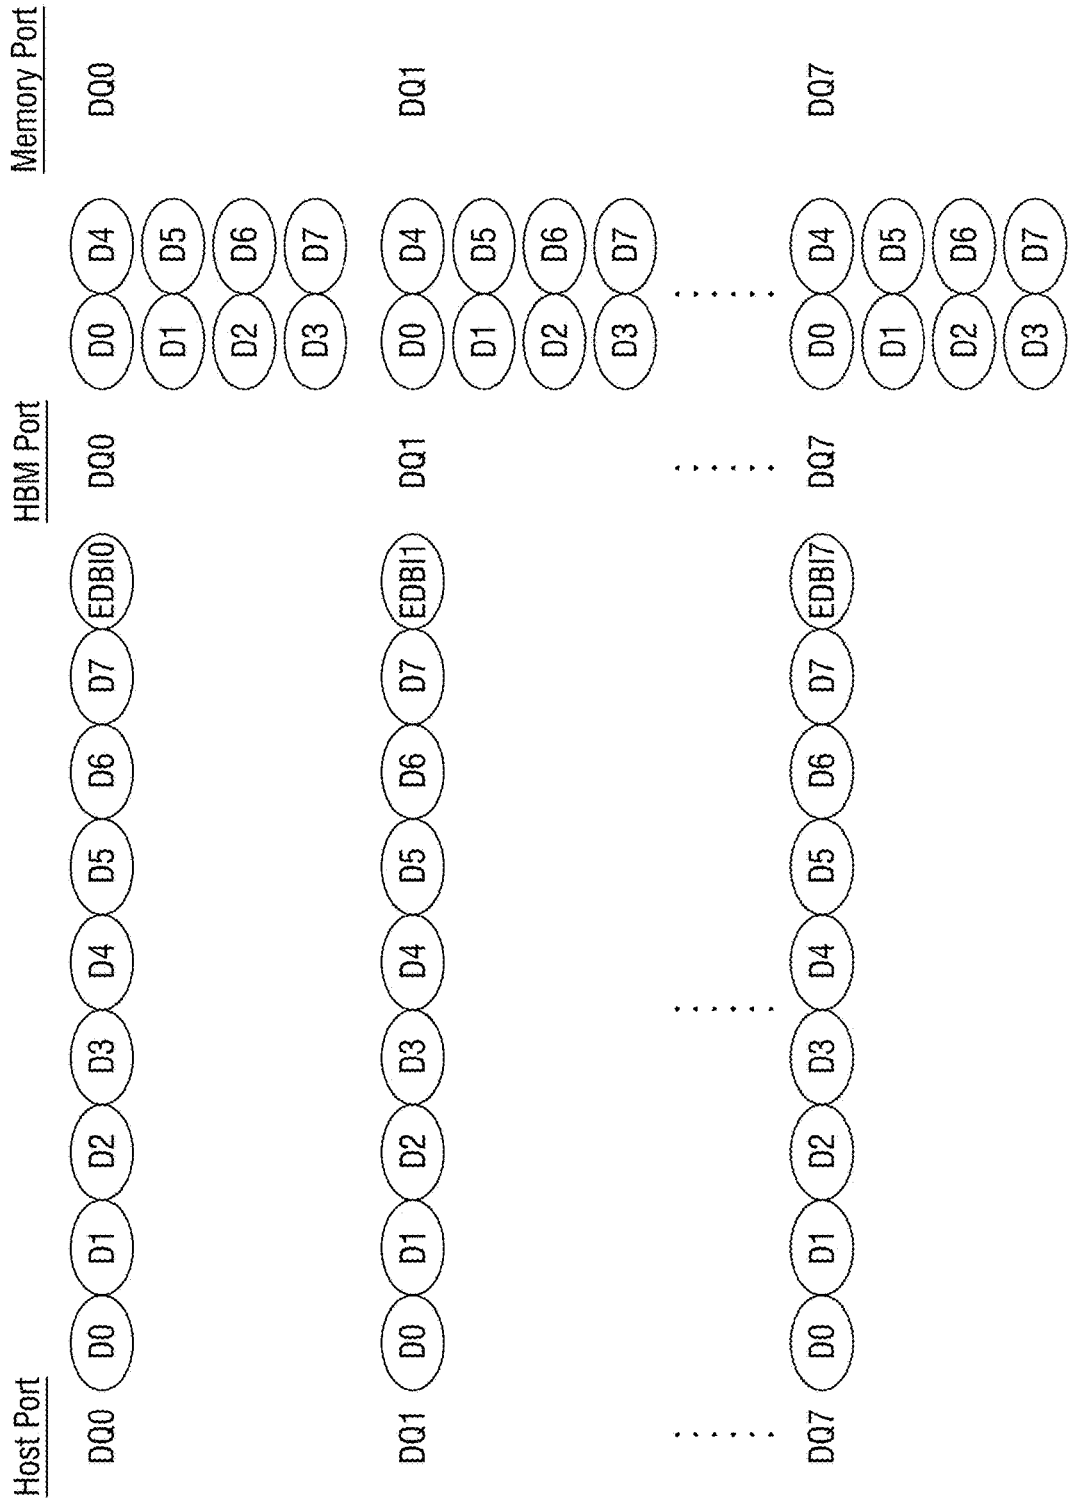 Host Port HBM Port Memory Port
DQ0 D0 D1 D2 D3 D4 D5 D6 D7 EDBI0 DQ0 D0 D4 DQ0
D1 D5
D2 D6
D3 D7
DQ1 D0 D1 D2 D3 D4 D5 D6 D7 EDBI1 DQ1 D0 D4 DQ1
D1 D5
D2 D6
D3 D7
DQ7 D0 D1 D2 D3 D4 D5 D6 D7 EDBI7 DQ7 D0 D4 DQ7
D1 D5
D2 D6
D3 D7